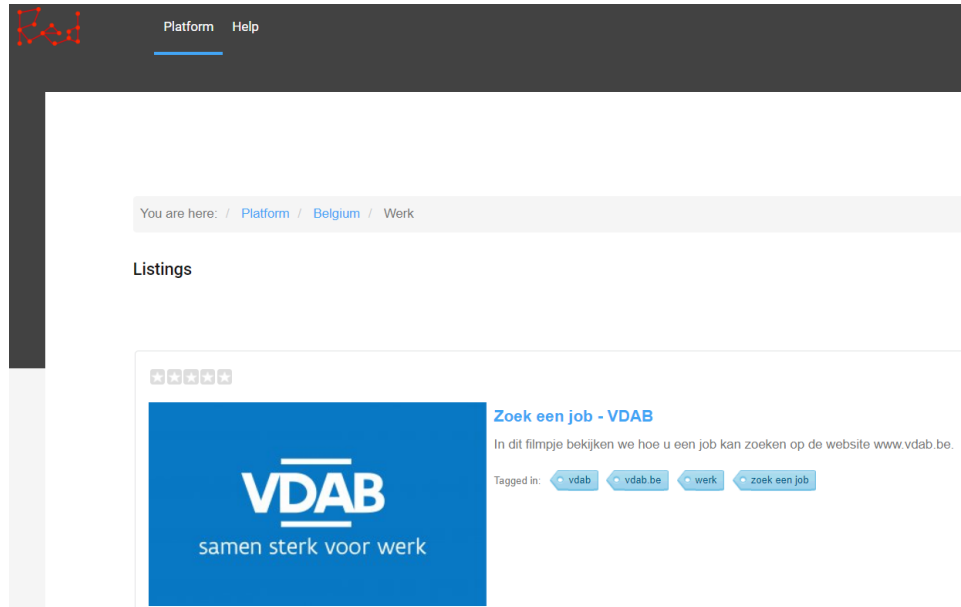 Platform Help
You are here: / Platform / Belgium / Werk
Listings
Zoek een job - VDAB
In dit filmpje bekijken we hoe u een job kan zoeken op de website www.vdab.be.
Tagged in: vdab vdab.be werk zoek een job
VDAB
samen sterk voor werk